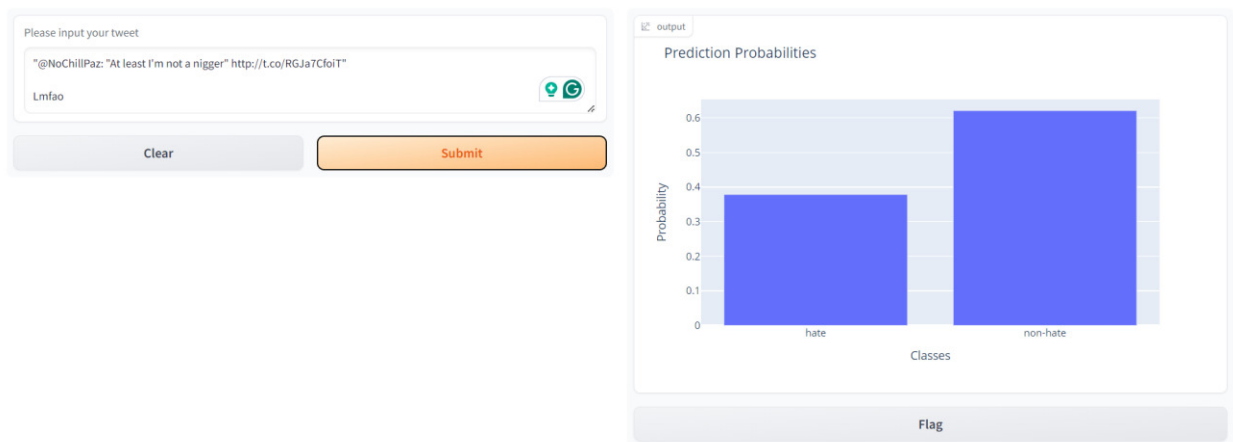 Please input your tweet
"@NoChillPaz: "At least I'm not a nigger" http://t.co/RGJa7CfoiT"
Lmfao
Clear
Submit
output
Prediction Probabilities
0.6
0.5
0.4
0.3
0.2
0.1
0
Probability
hate
non-hate
Classes
Flag